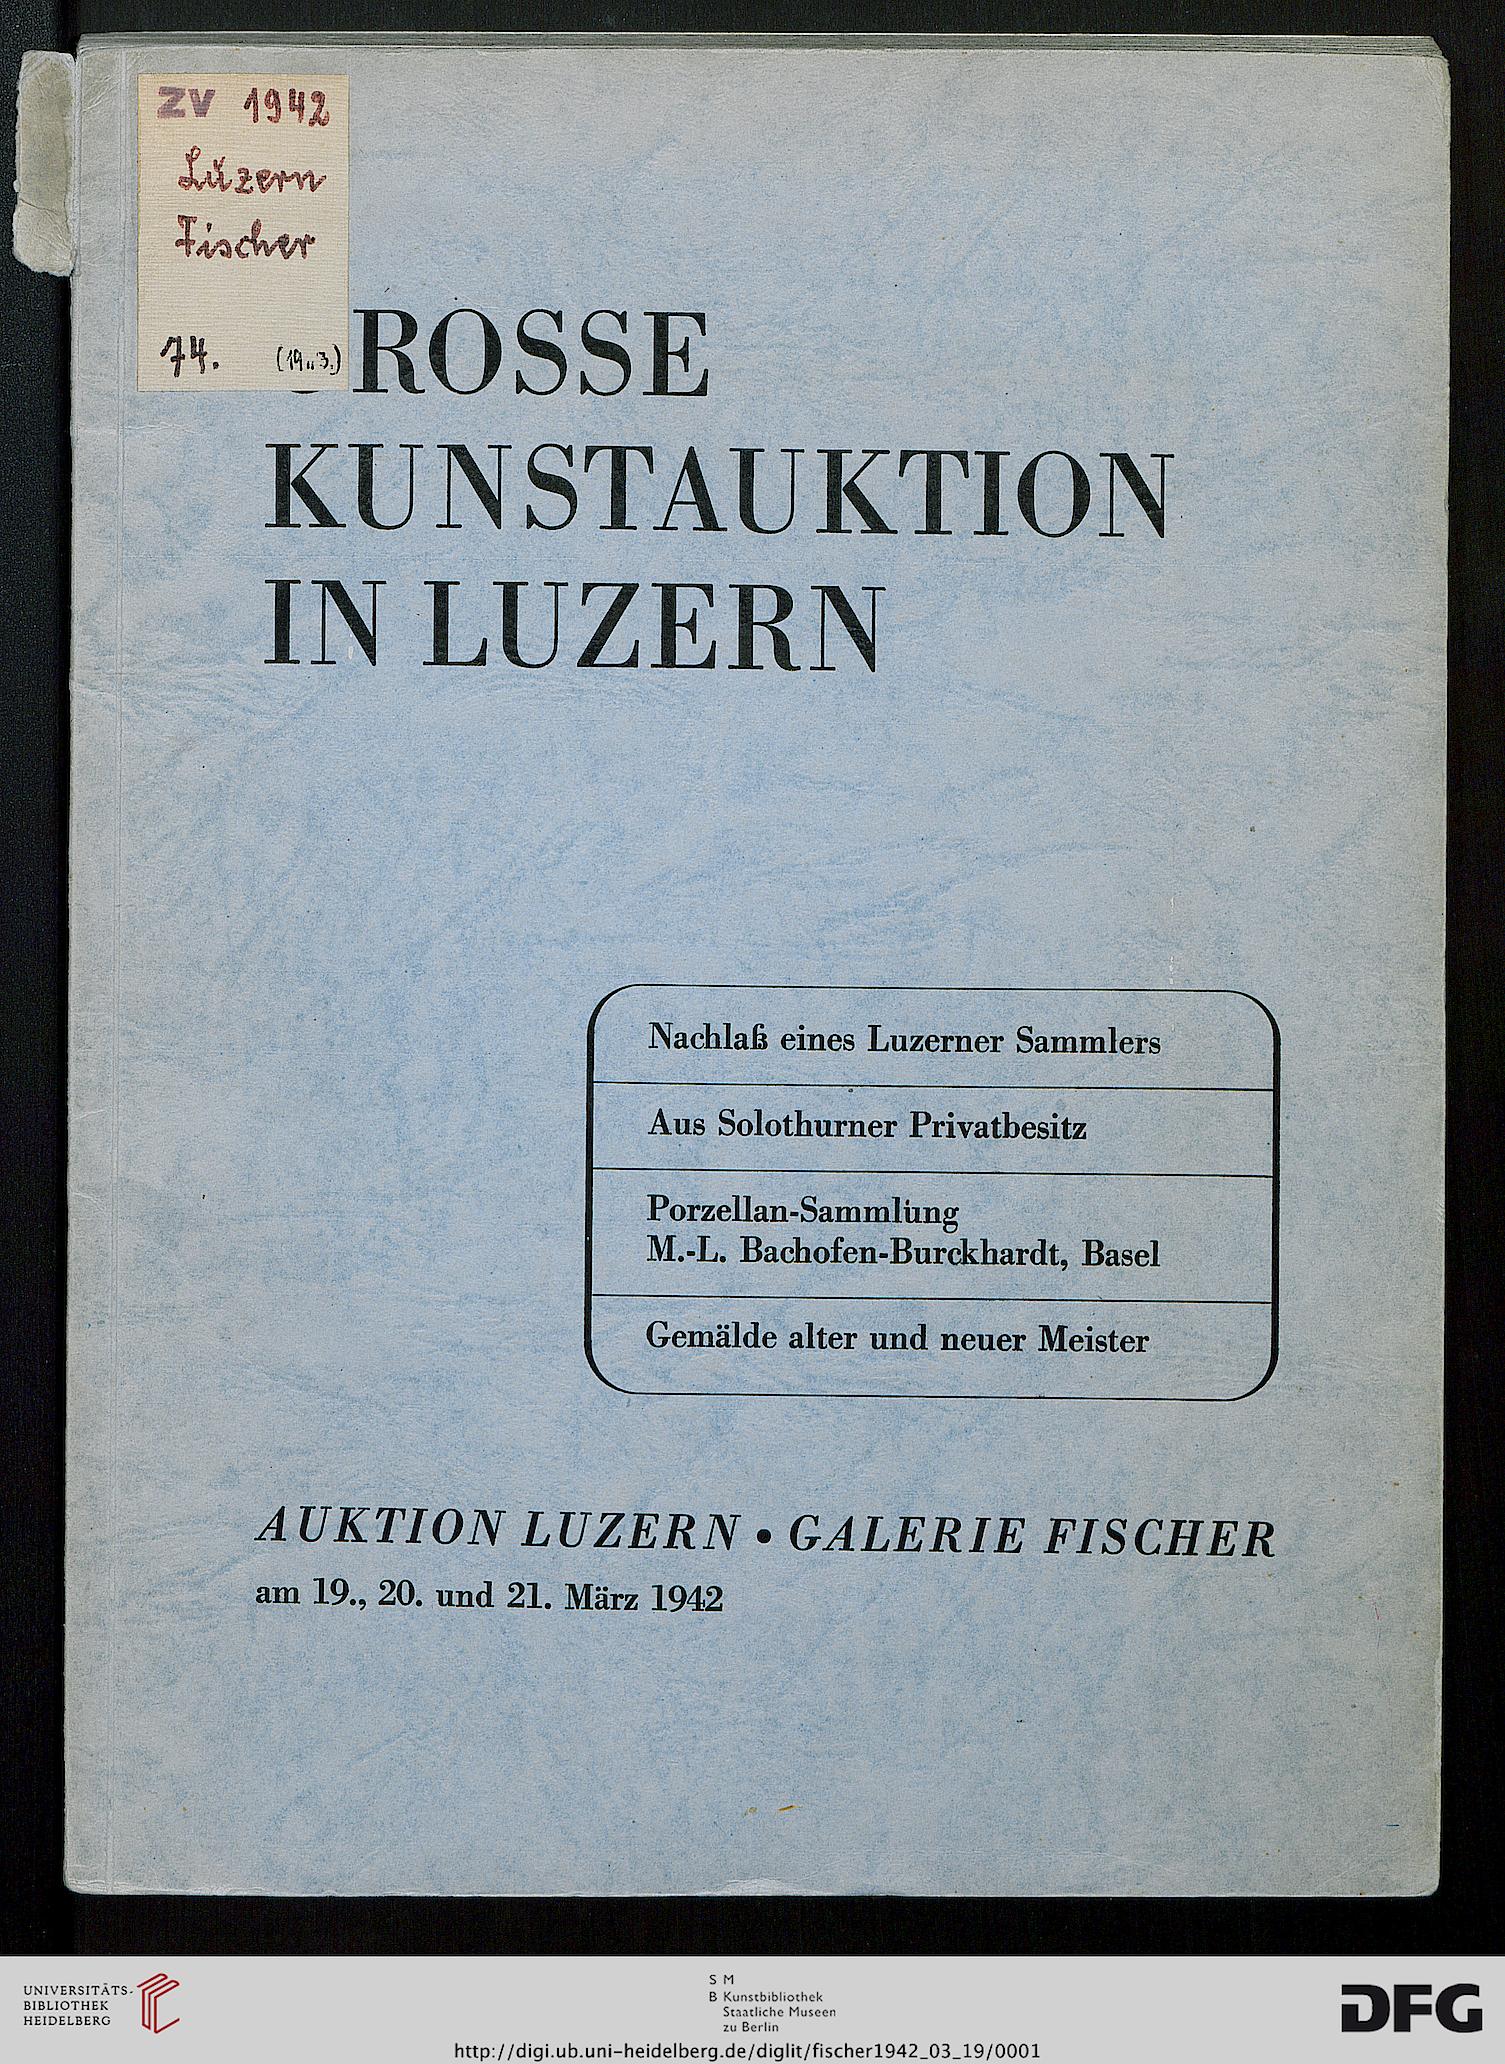 ZV 1942
Luzern
Fischer
74. (19.,3.)
ROSSE
KUNSTAUKTION
IN LUZERN
Nachlaß eines Luzerner Sammlers
Aus Solothurner Privatbesitz
Porzellan-Sammlung
M.-L. Bachofen-Burckhardt, Basel
Gemälde alter und neuer Meister
AUKTION LUZERN • GALERIE FISCHER
am 19., 20. und 21. März 1942
UNIVERSITÄTS-
BIBLIOTHEK
HEIDELBERG
S M
B Kunstbibliothek
Staatliche Museen
zu Berlin
DFG
http://digi.ub.uni-heidelberg.de/diglit/fischer1942_03_19/0001